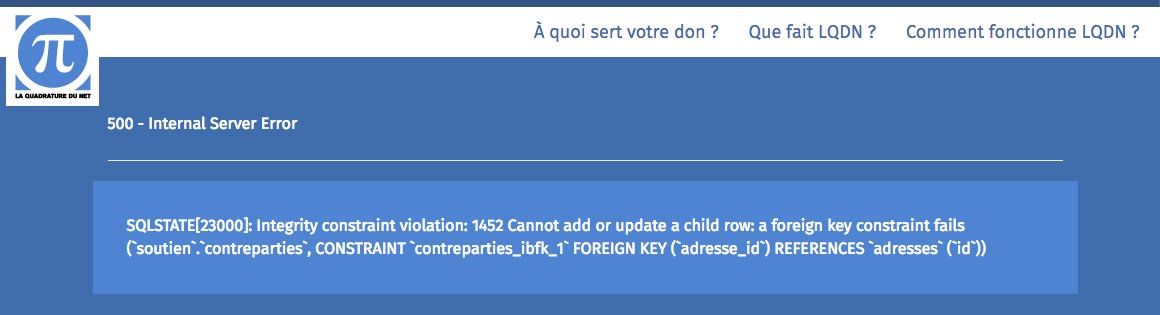 À quoi sert votre don ? Que fait LQDN ? Comment fonctionne LQDN ?
π
LA QUADRATURE DU NET
500 - Internal Server Error
SQLSTATE[23000]: Integrity constraint violation: 1452 Cannot add or update a child row: a foreign key constraint fails
(`soutien`.`contreparties`, CONSTRAINT `contreparties_ibfk_1` FOREIGN KEY (`adresse_id`) REFERENCES `adresses` (`id`))